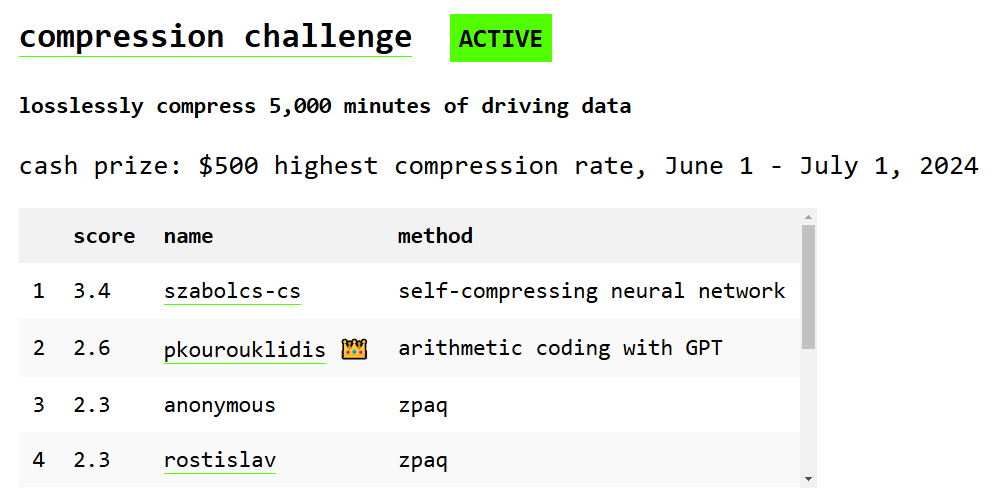 compression challenge ACTIVE
losslessly compress 5,000 minutes of driving data
cash prize: $500 highest compression rate, June 1 - July 1, 2024
score name method
1 3.4 szabolcs-cs self-compressing neural network
2 2.6 pkourouklidis 👑 arithmetic coding with GPT
3 2.3 anonymous zpaq
4 2.3 rostislav zpaq